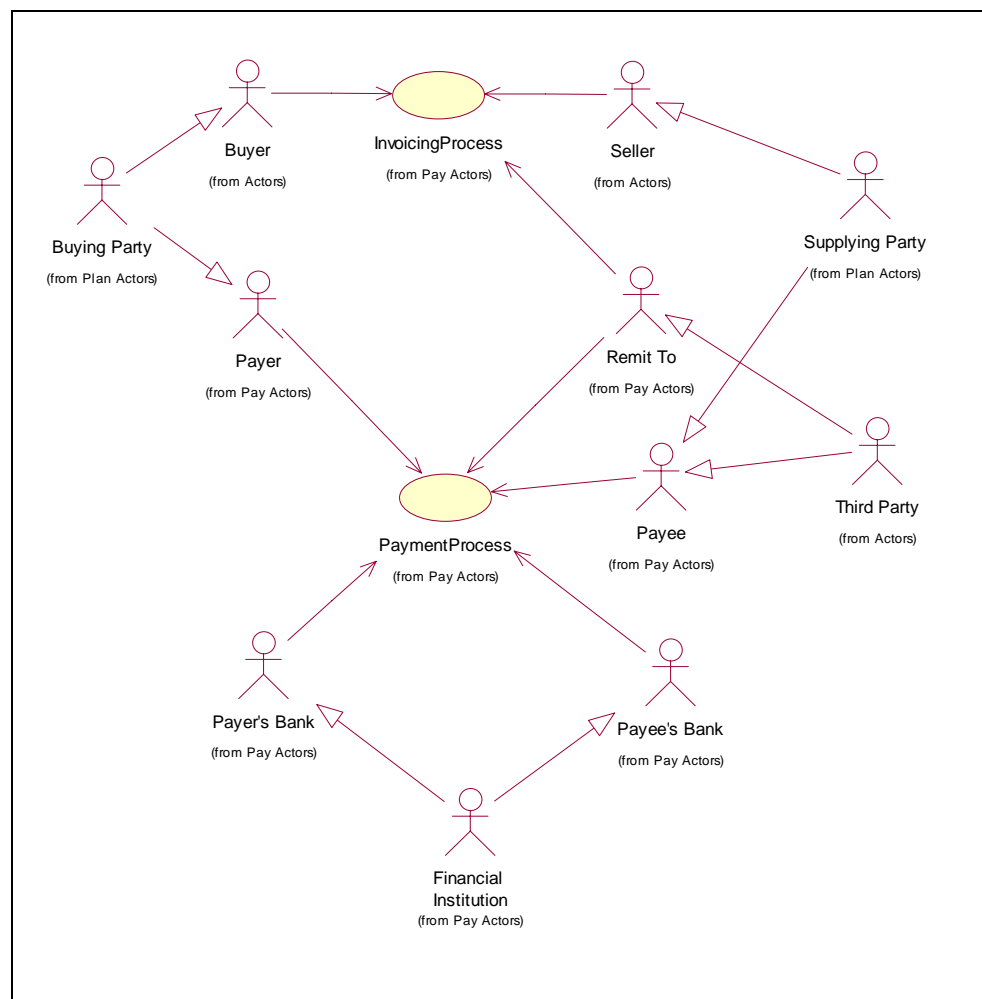 Buyer
(from Actors)
InvoicingProcess
(from Pay Actors)
Seller
(from Actors)
Buying Party
(from Plan Actors)
Supplying Party
(from Plan Actors)
Payer
(from Pay Actors)
Remit To
(from Pay Actors)
PaymentProcess
(from Pay Actors)
Payee
(from Pay Actors)
Third Party
(from Actors)
Payer's Bank
(from Pay Actors)
Payee's Bank
(from Pay Actors)
Financial
Institution
(from Pay Actors)